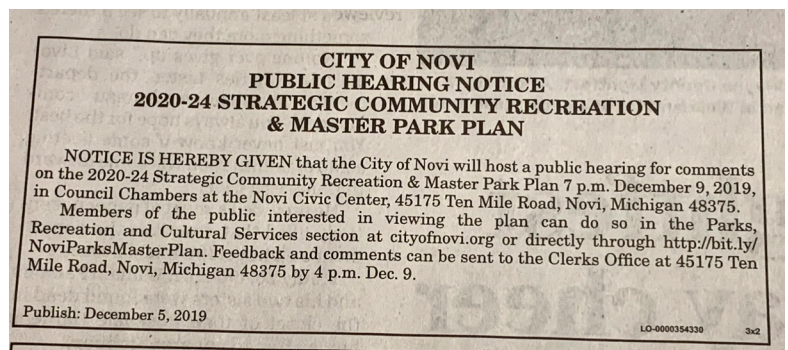 CITY OF NOVI
PUBLIC HEARING NOTICE
2020-24 STRATEGIC COMMUNITY RECREATION
& MASTER PARK PLAN
NOTICE IS HEREBY GIVEN that the City of Novi will host a public hearing for comments
on the 2020-24 Strategic Community Recreation & Master Park Plan 7 p.m. December 9, 2019,
in Council Chambers at the Novi Civic Center, 45175 Ten Mile Road, Novi, Michigan 48375.
Members of the public interested in viewing the plan can do so in the Parks,
Recreation and Cultural Services section at cityofnovi.org or directly through http://bit.ly/
NoviParksMasterPlan. Feedback and comments can be sent to the Clerks Office at 45175 Ten
Mile Road, Novi, Michigan 48375 by 4 p.m. Dec. 9.
Publish: December 5, 2019
LO-0000354330 3x2